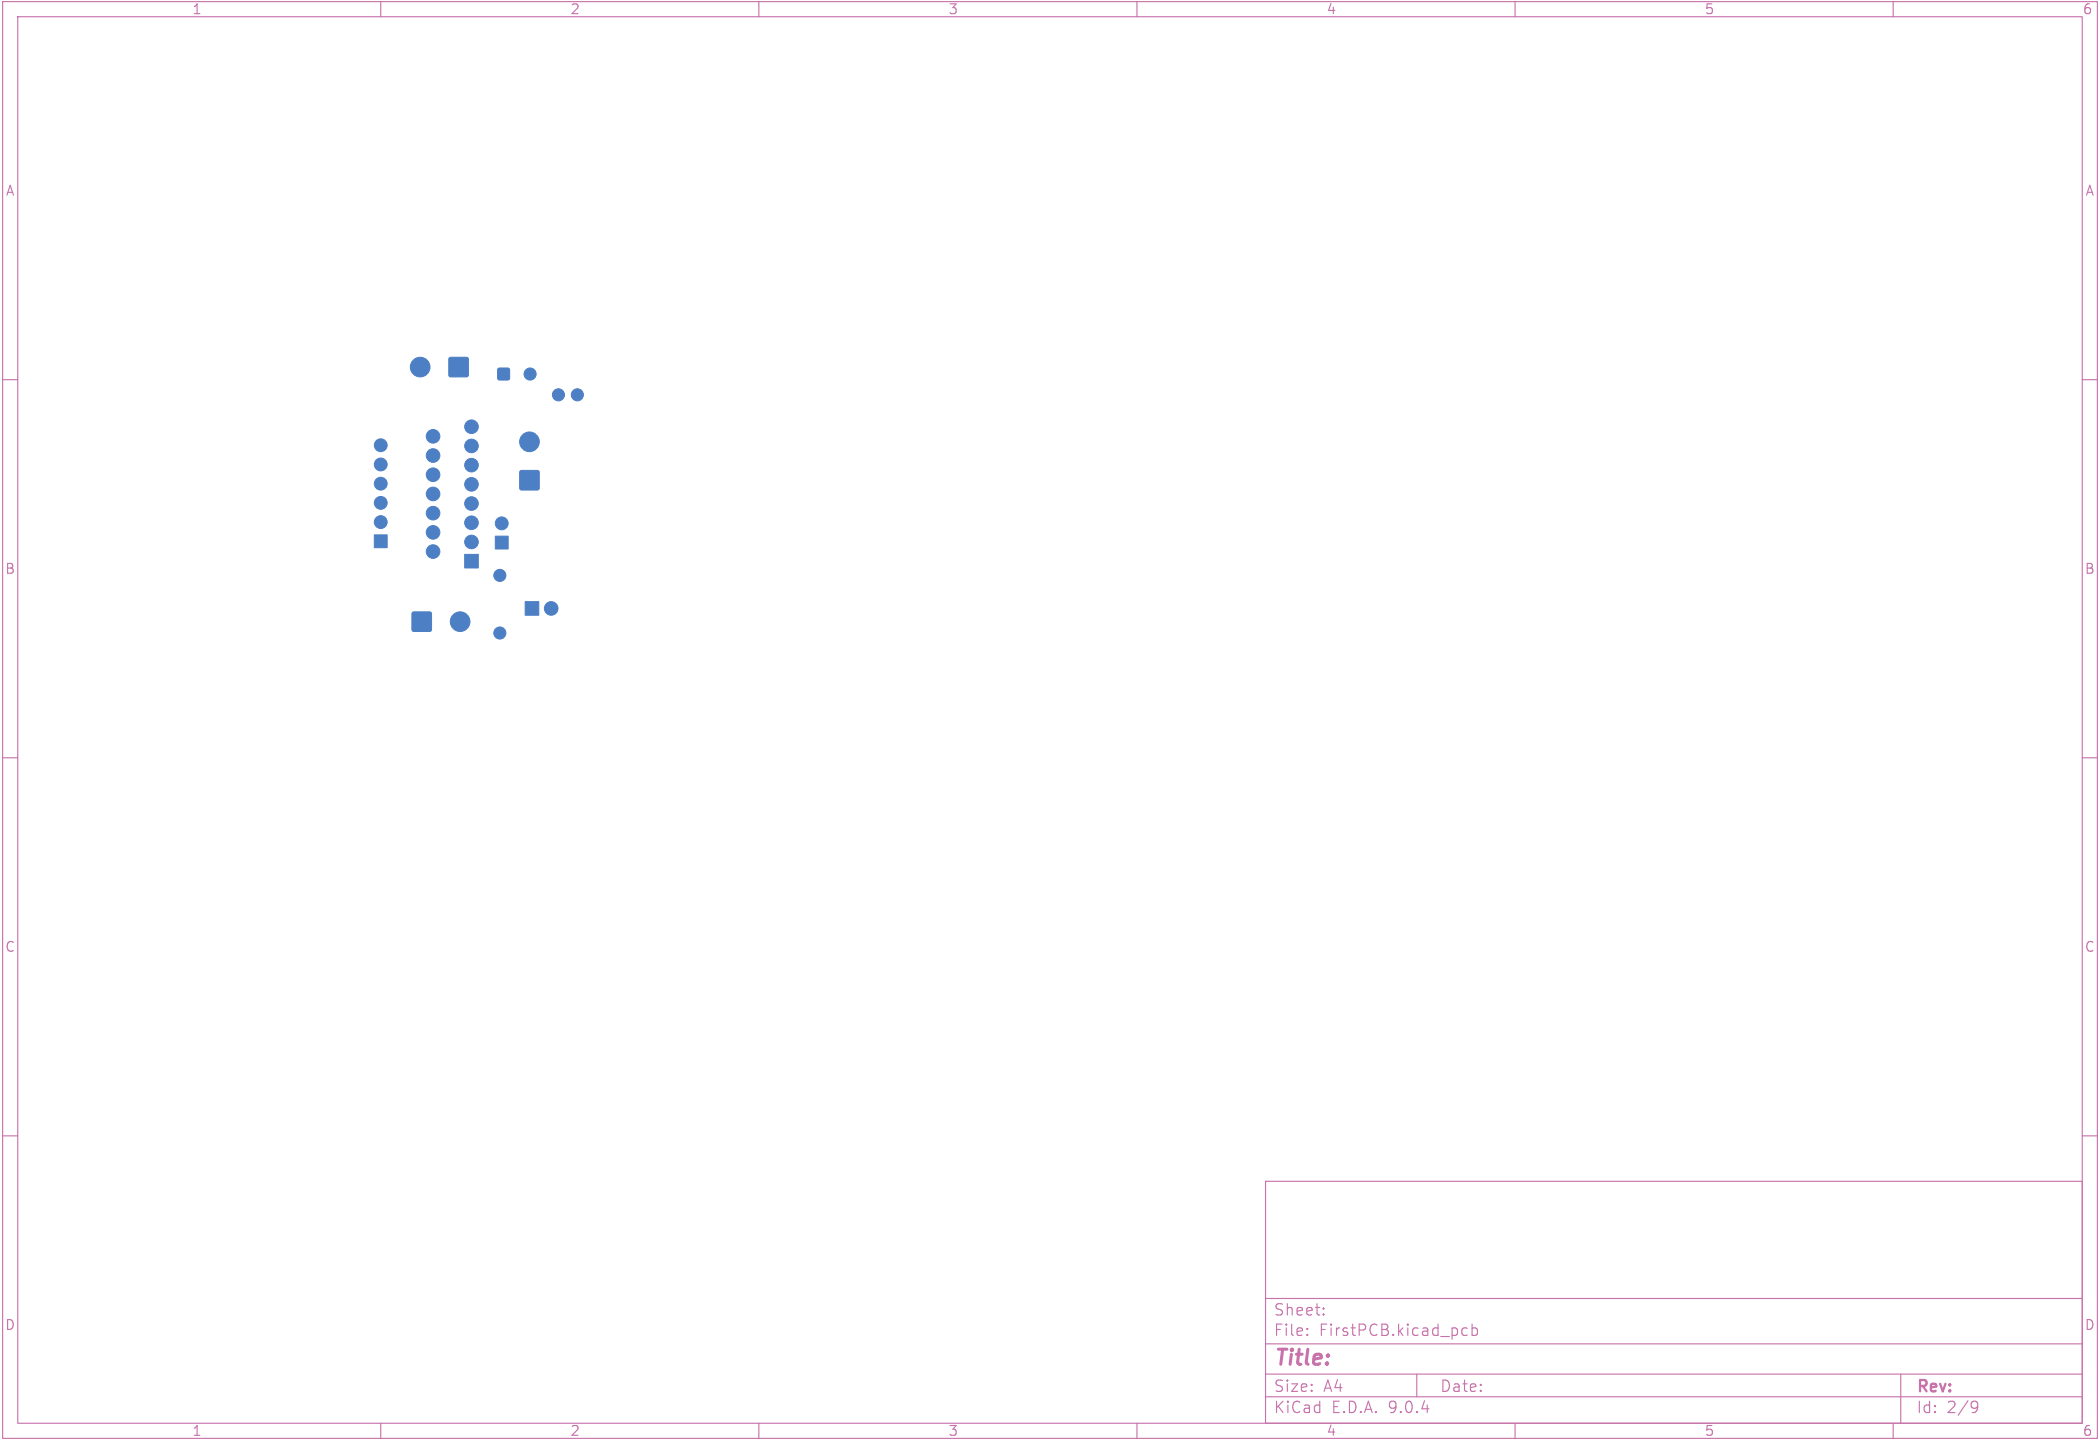 1 2 3 4 5 6
A A
B B
C C
Sheet:
File: FirstPCB.kicad_pcb
D D
Title:
Size: A4 Date: Rev:
KiCad E.D.A. 9.0.4 Id: 2/9
1 2 3 4 5 6